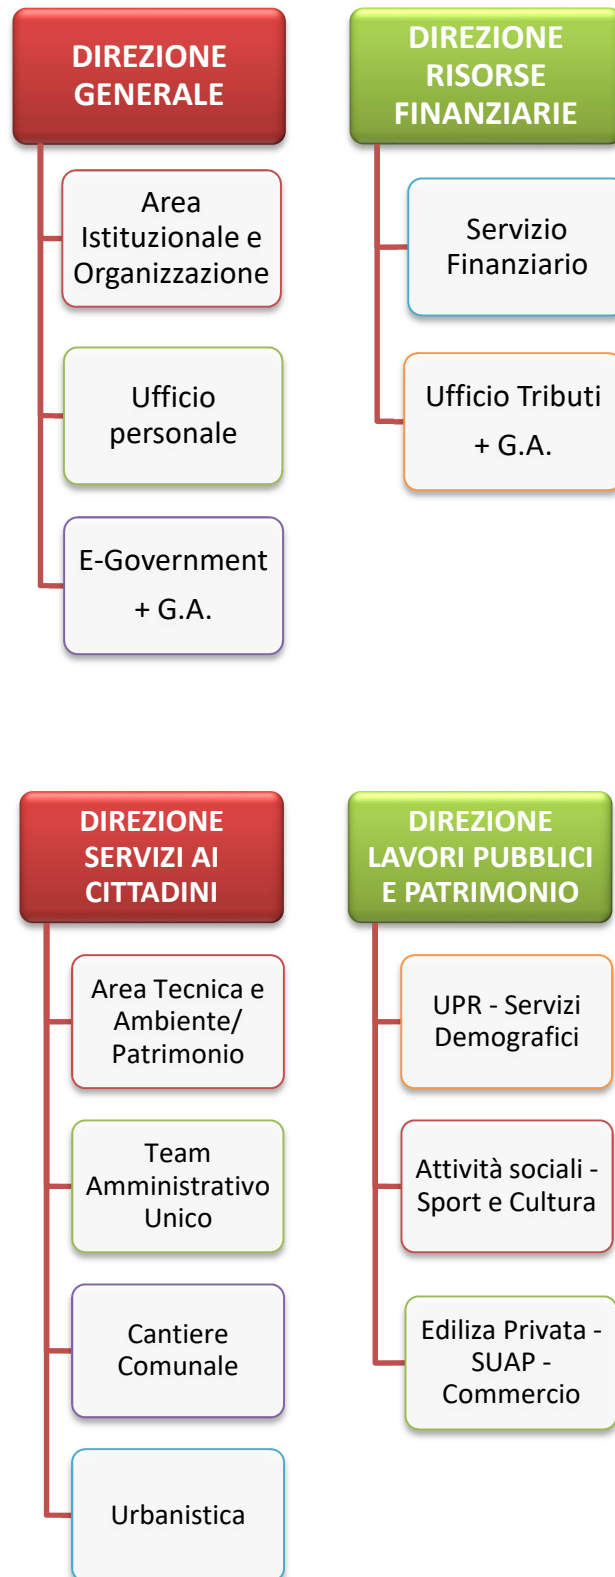 DIREZIONE
GENERALE
Area
Istituzionale e
Organizzazione
Ufficio
personale
E-Government
+ G.A.
DIREZIONE
RISORSE
FINANZIARIE
Servizio
Finanziario
Ufficio Tributi
+ G.A.
DIREZIONE
SERVIZI AI
CITTADINI
Area Tecnica e
Ambiente/
Patrimonio
Team
Amministrativo
Unico
Cantiere
Comunale
Urbanistica
DIREZIONE
LAVORI PUBBLICI
E PATRIMONIO
UPR - Servizi
Demografici
Attività sociali -
Sport e Cultura
Ediliza Privata -
SUAP -
Commercio